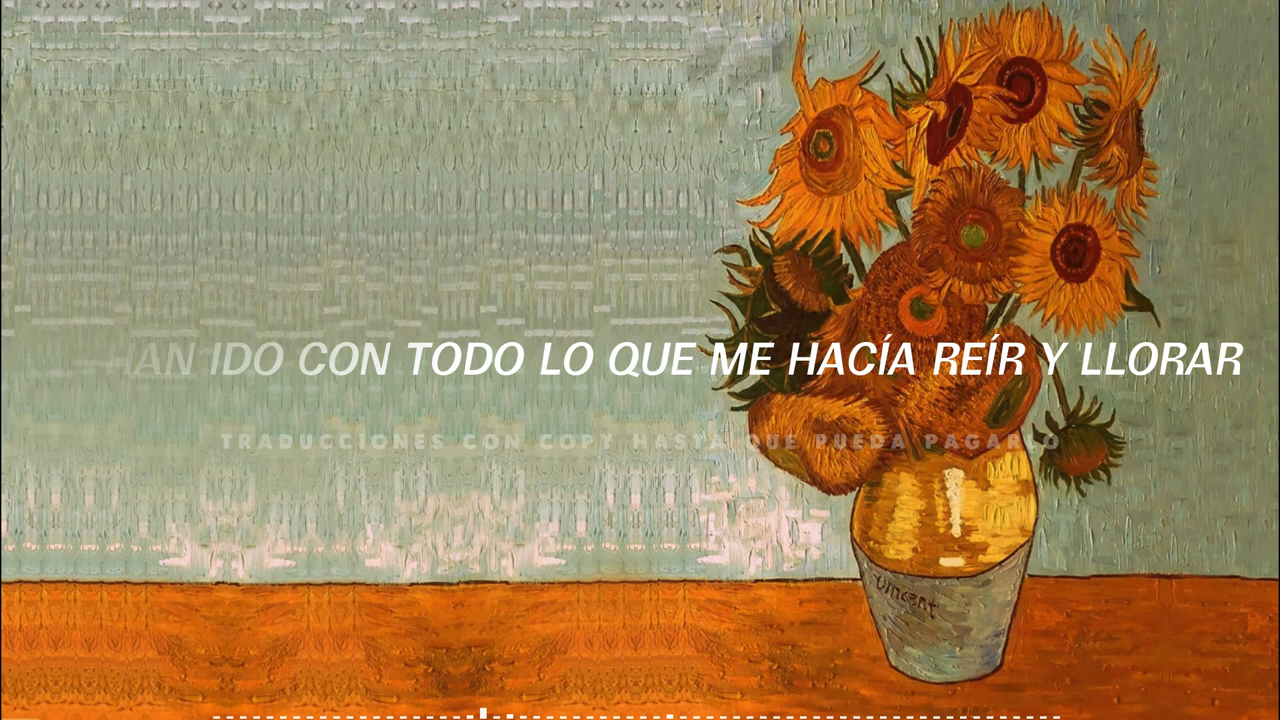 HAN IDO CON TODO LO QUE ME HACÍA REÍR Y LLORAR
TRADUCCIONES CON COPY HASTA QUE PUEDA PAGARLO
Vincent